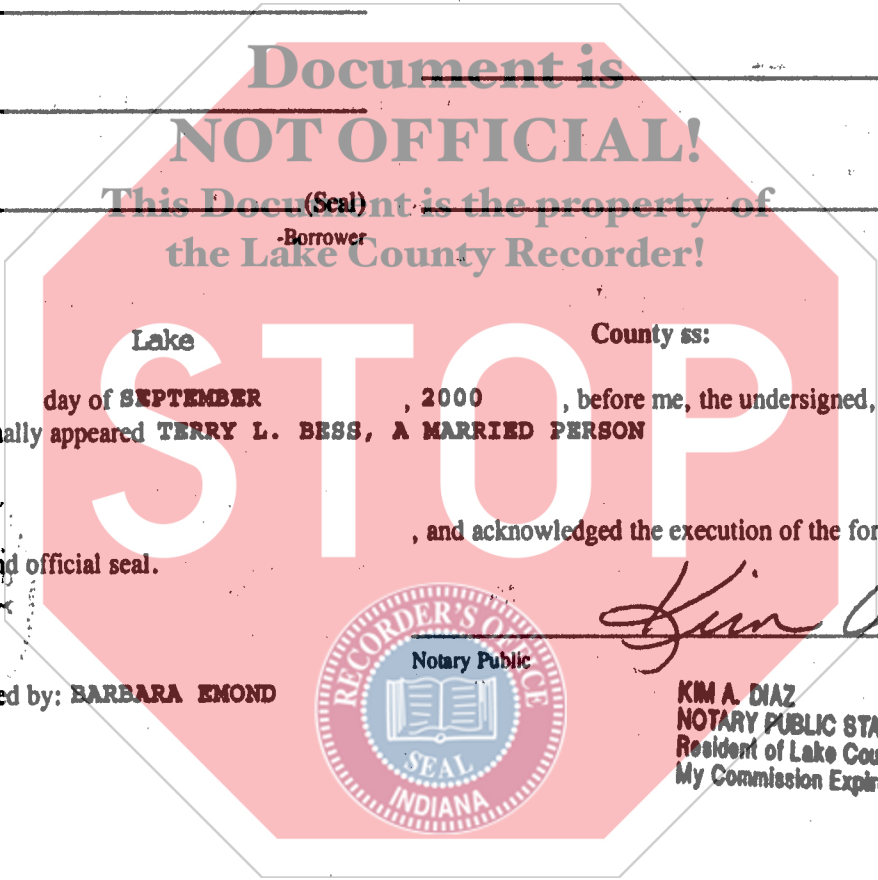 Document is
NOT OFFICIAL!
This Document is the property of
the Lake County Recorder!
STOP
(Seal)
-Borrower
Lake County ss:
day of SEPTEMBER , 2000 , before me, the undersigned,
ally appeared TERRY L. BESS, A MARRIED PERSON
, and acknowledged the execution of the for
d official seal.
Kim
Notary Public
ed by: BARBARA EMOND
KIM A. DIAZ
NOTARY PUBLIC STA
Resident of Lake Cou
My Commission Expir
RECORDER'S OFFICE
SEAL
INDIANA